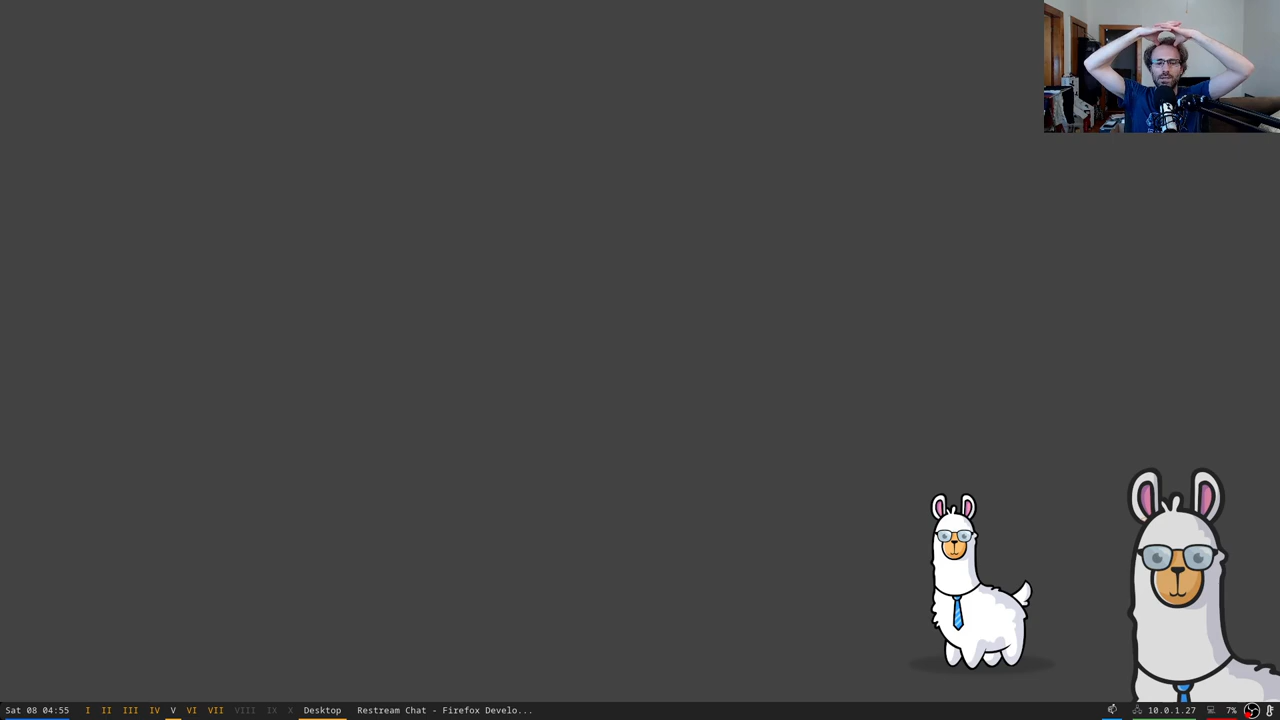 Sat 08 04:55 I II III IV V VI VII VIII IX X Desktop Restream Chat - Firefox Develo... 10.0.1.27 7%